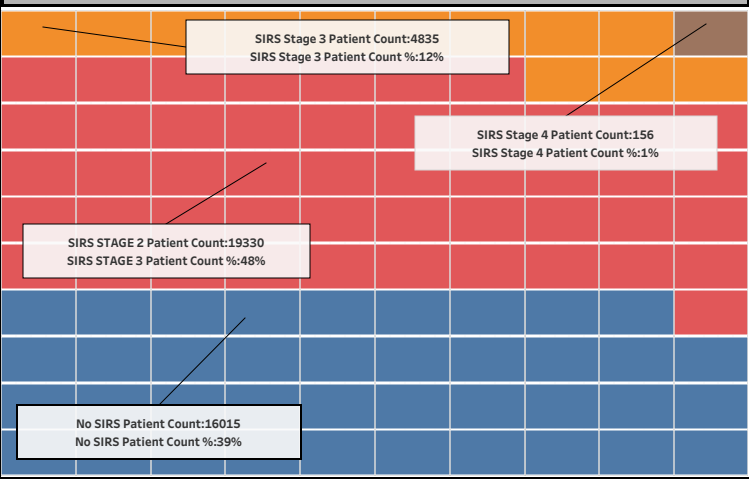 SIRS Stage 3 Patient Count:4835
SIRS Stage 3 Patient Count %:12%
SIRS Stage 4 Patient Count:156
SIRS Stage 4 Patient Count %:1%
SIRS STAGE 2 Patient Count:19330
SIRS STAGE 3 Patient Count %:48%
No SIRS Patient Count:16015
No SIRS Patient Count %:39%